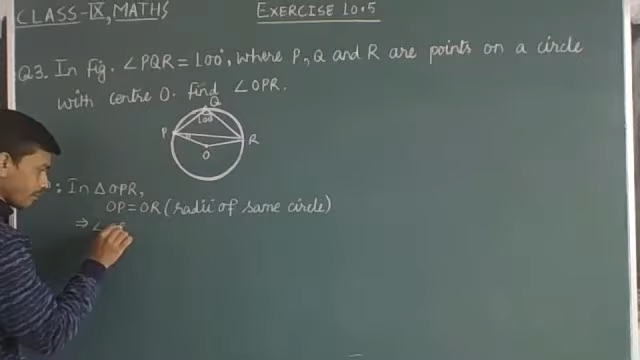 CLASS-IX, MATHS
EXERCISE 10.5
Q3. In Fig. ∠PQR = 100°, where P, Q and R are points on a circle
with centre O. Find ∠OPR.
Q
100°
P
R
O
: In △OPR,
OP = OR (radii of same circle)
⇒ ∠